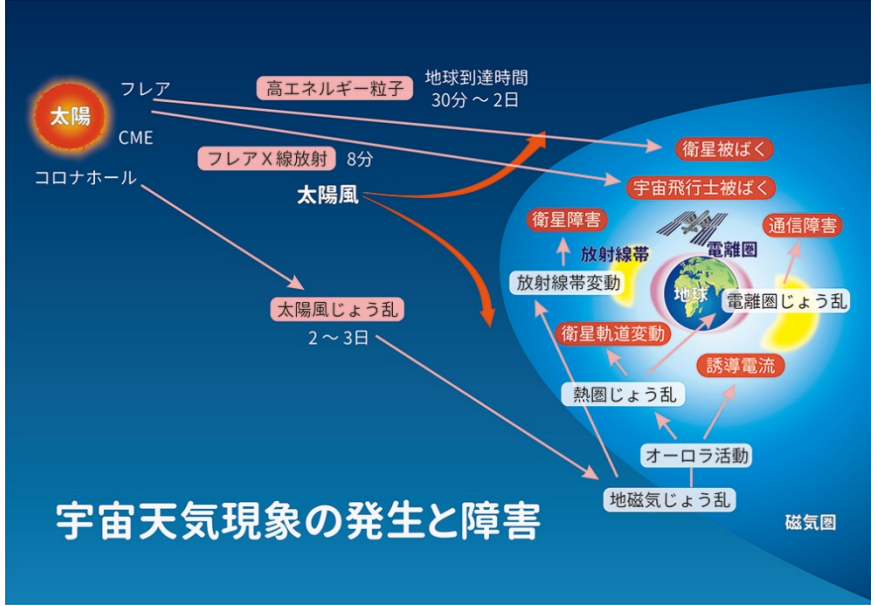 フレア
高エネルギー粒子
地球到達時間
30分 ~ 2日
太陽
CME
フレアX線放射
8分
コロナホール
太陽風
衛星被ばく
宇宙飛行士被ばく
衛星障害
通信障害
放射線帯
電離圏
放射線帯変動
地球
電離圏じょう乱
太陽風じょう乱
2 ~ 3日
衛星軌道変動
誘導電流
熱圏じょう乱
オーロラ活動
地磁気じょう乱
宇宙天気現象の発生と障害
磁気圏